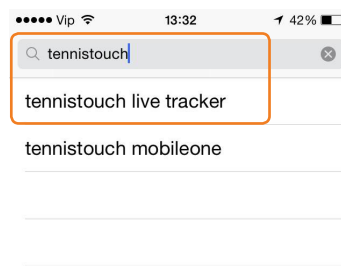 Vip 13:32 42%
tennistouch
tennistouch live tracker
tennistouch mobileone